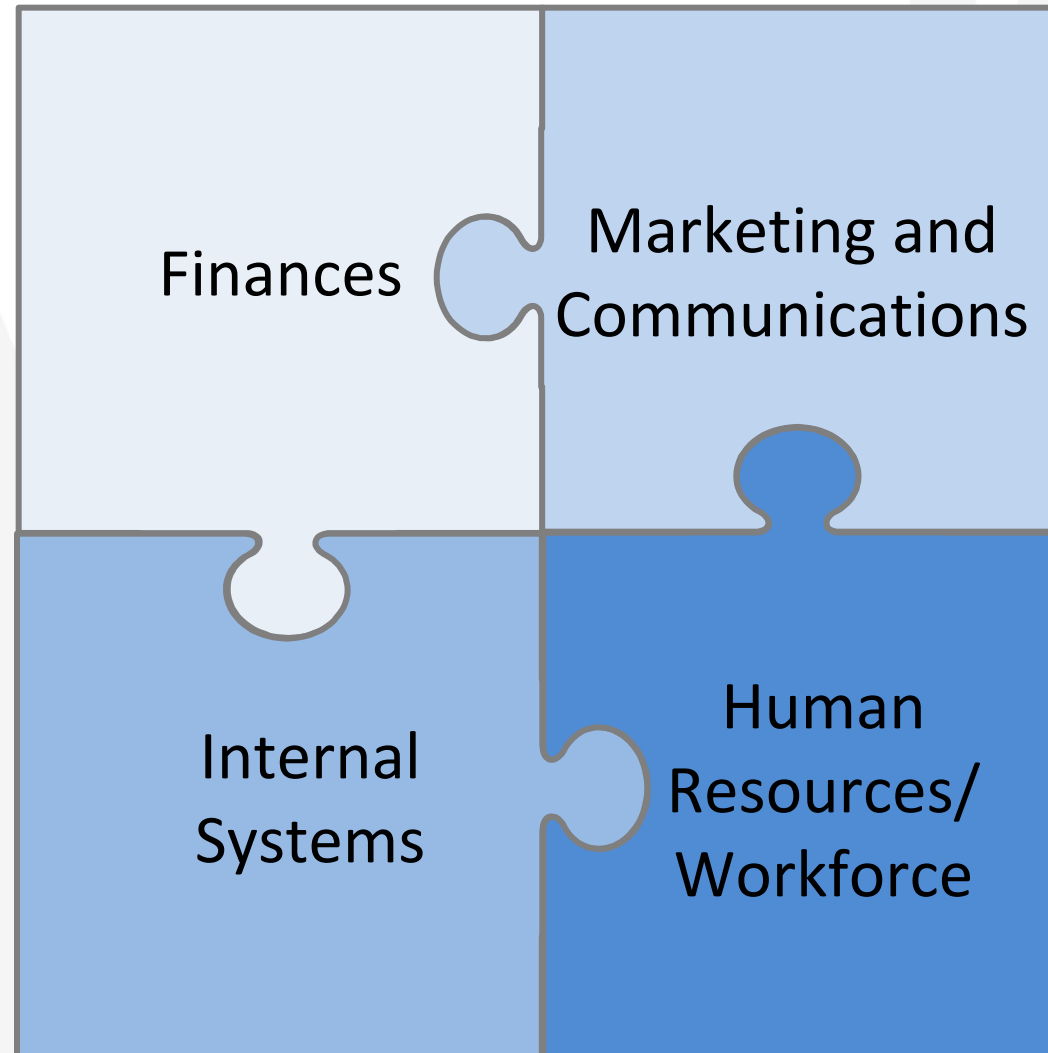 Finances
Marketing and
Communications
Internal
Systems
Human
Resources/
Workforce